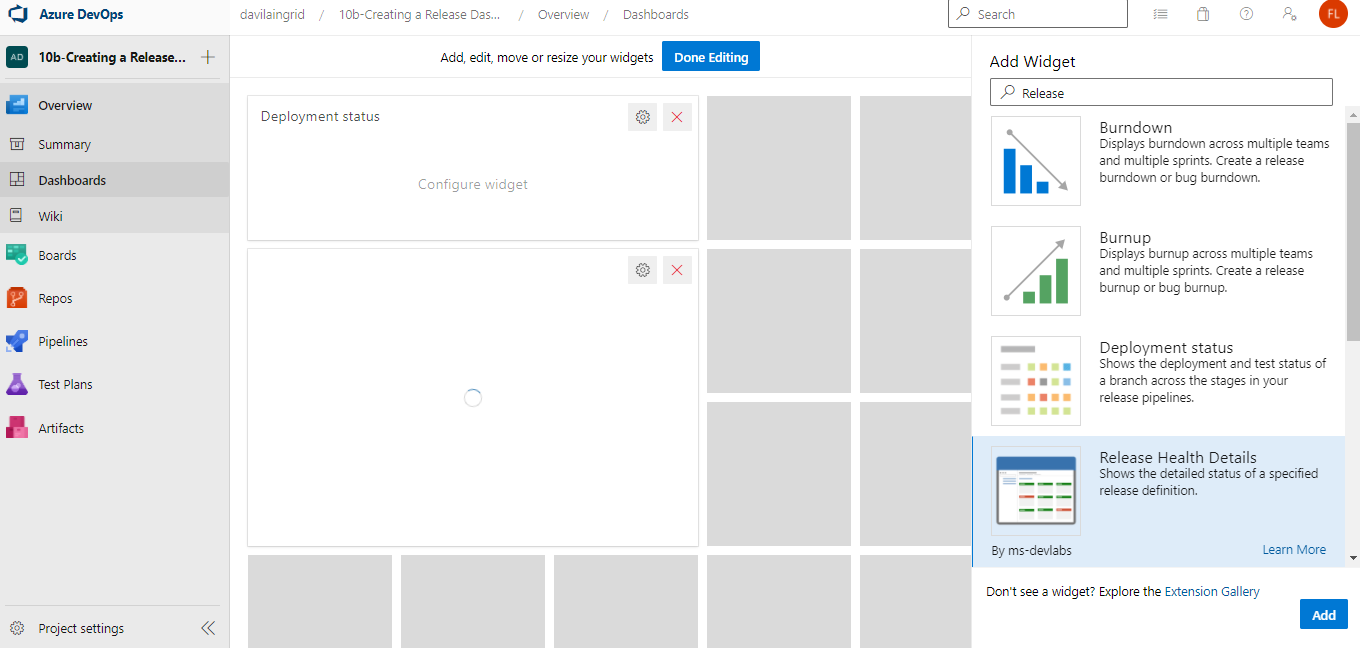 Azure DevOps
davilaingrid / 10b-Creating a Release Das... / Overview / Dashboards
Search
FL
AD 10b-Creating a Release...
Overview
Summary
Dashboards
Wiki
Boards
Repos
Pipelines
Test Plans
Artifacts
Project settings
Add, edit, move or resize your widgets Done Editing
Deployment status
Configure widget
Add Widget
Release
Burndown
Displays burndown across multiple teams
and multiple sprints. Create a release
burndown or bug burndown.
Burnup
Displays burnup across multiple teams
and multiple sprints. Create a release
burnup or bug burnup.
Deployment status
Shows the deployment and test status of
a branch across the stages in your
release pipelines.
Release Health Details
Shows the detailed status of a specified
release definition.
By ms-devlabs Learn More
Don't see a widget? Explore the Extension Gallery
Add